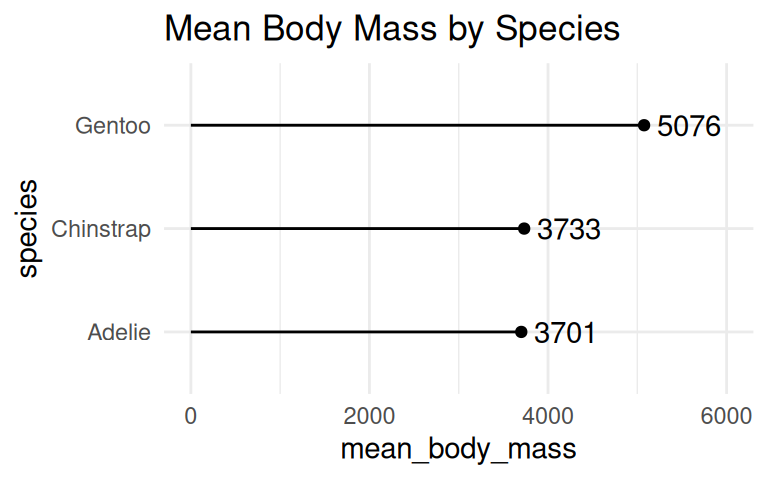 Mean Body Mass by Species
species
Gentoo
5076
Chinstrap
3733
Adelie
3701
0 2000 4000 6000
mean_body_mass